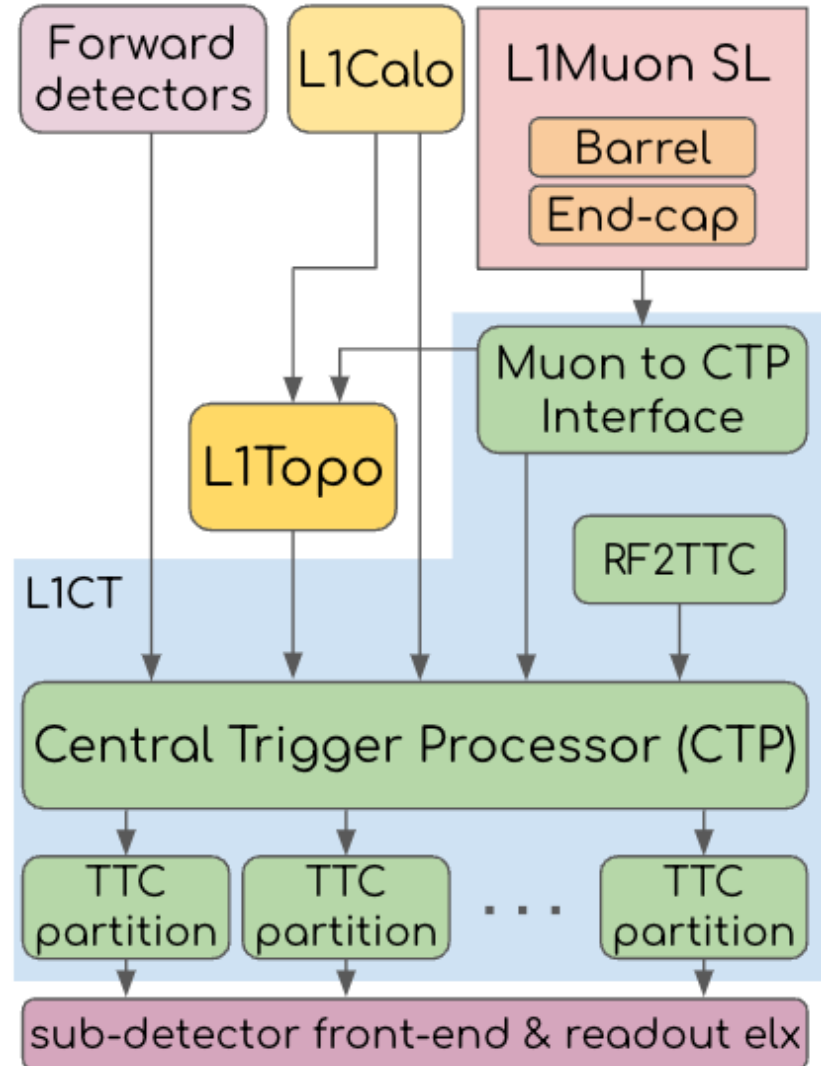 Forward
detectors
L1Calo
L1Muon SL
Barrel
End-cap
Muon to CTP
Interface
L1Topo
RF2TTC
L1CT
Central Trigger Processor (CTP)
TTC
partition
TTC
partition
...
TTC
partition
sub-detector front-end & readout elx